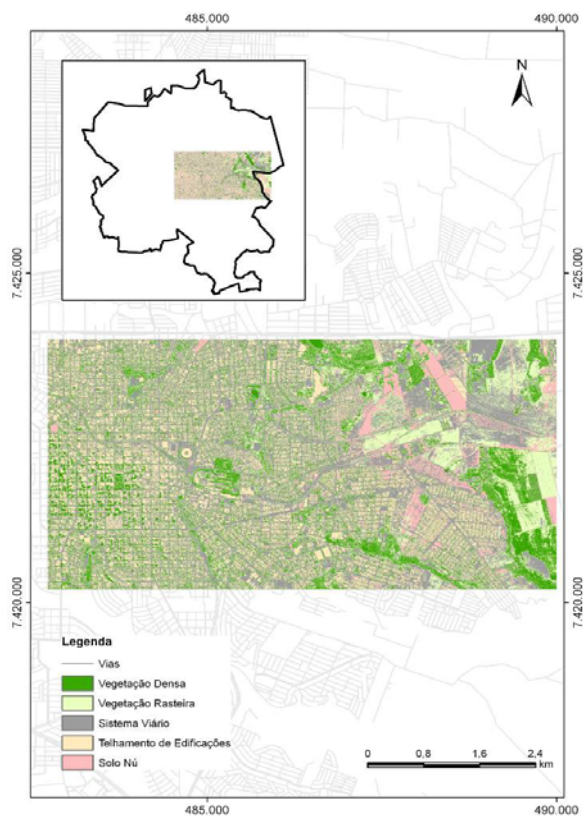 485.000
490.000
N
7.425.000
7.425.000
7.420.000
7.420.000
Legenda
Vias
Vegetação Densa
Vegetação Rasteira
Sistema Viário
Telhamento de Edificações
Solo Nú
0 0,8 1,6 2,4
km
485.000
490.000